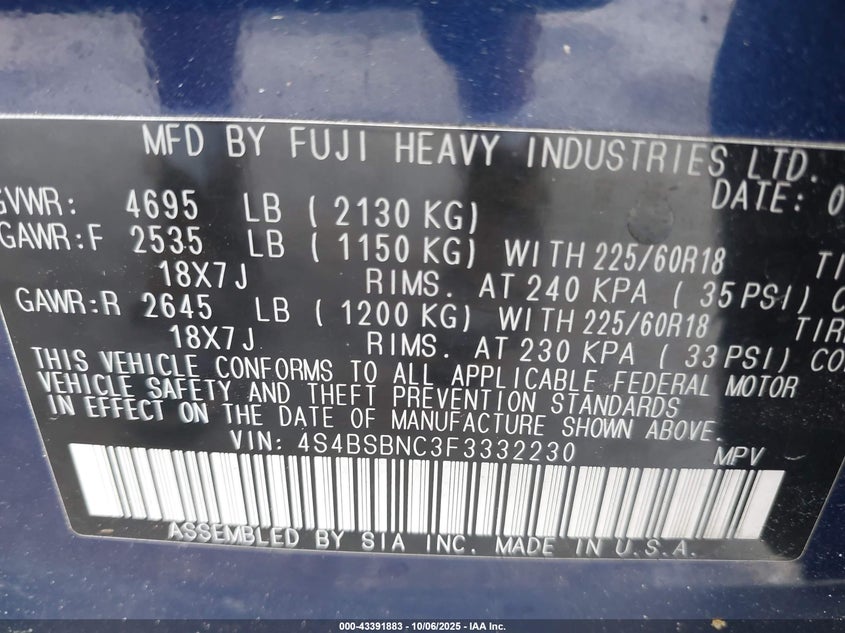 MFD BY FUJI HEAVY INDUSTRIES LTD.
DATE: 0
GVWR: 4695 LB ( 2130 KG)
GAWR:F 2535 LB ( 1150 KG) WITH 225/60R18
18X7J RIMS. AT 240 KPA ( 35 PSI)
GAWR:R 2645 LB ( 1200 KG) WITH 225/60R18
18X7J RIMS. AT 230 KPA ( 33 PSI)
THIS VEHICLE CONFORMS TO ALL APPLICABLE FEDERAL MOTOR
VEHICLE SAFETY AND THEFT PREVENTION STANDARDS
IN EFFECT ON THE DATE OF MANUFACTURE SHOWN ABOVE.
VIN: 4S4BSBNC3F3332230 MPV
ASSEMBLED BY SIA INC. MADE IN U.S.A.
000-43391883 - 10/06/2025 - IAA Inc.